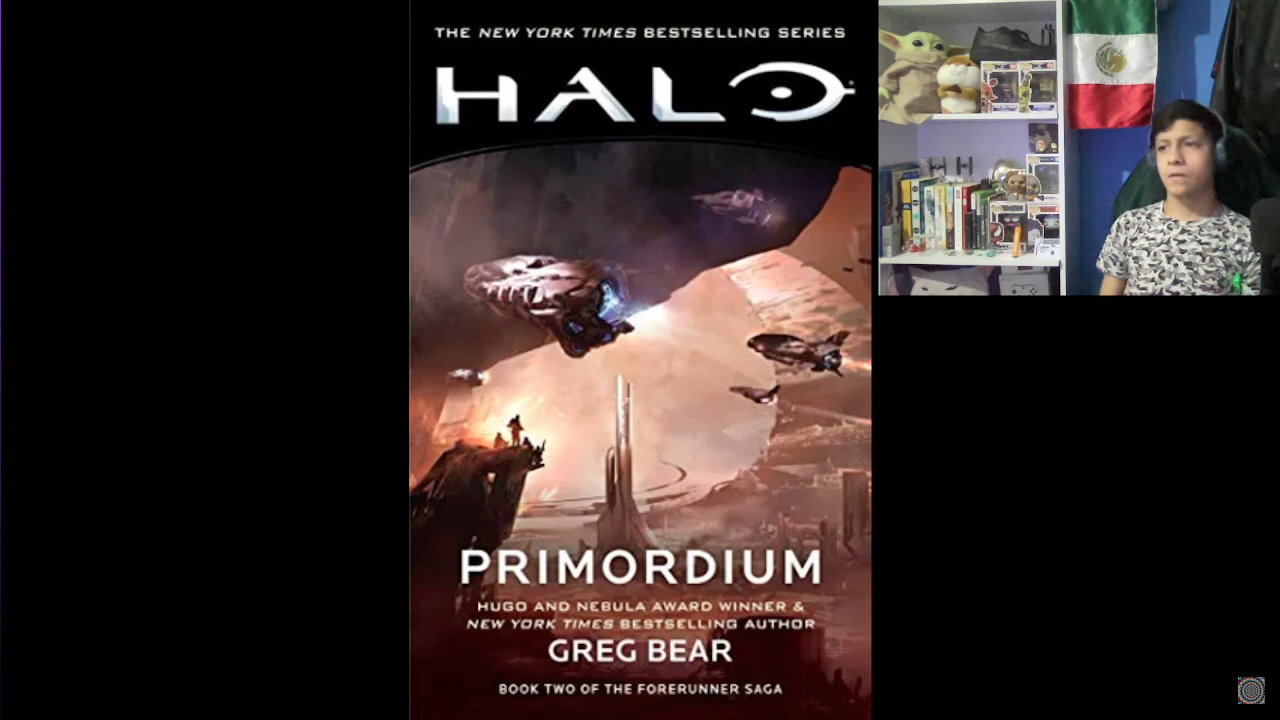 THE NEW YORK TIMES BESTSELLING SERIES
HALO
PRIMORDIUM
HUGO AND NEBULA AWARD WINNER &
NEW YORK TIMES BESTSELLING AUTHOR
GREG BEAR
BOOK TWO OF THE FORERUNNER SAGA